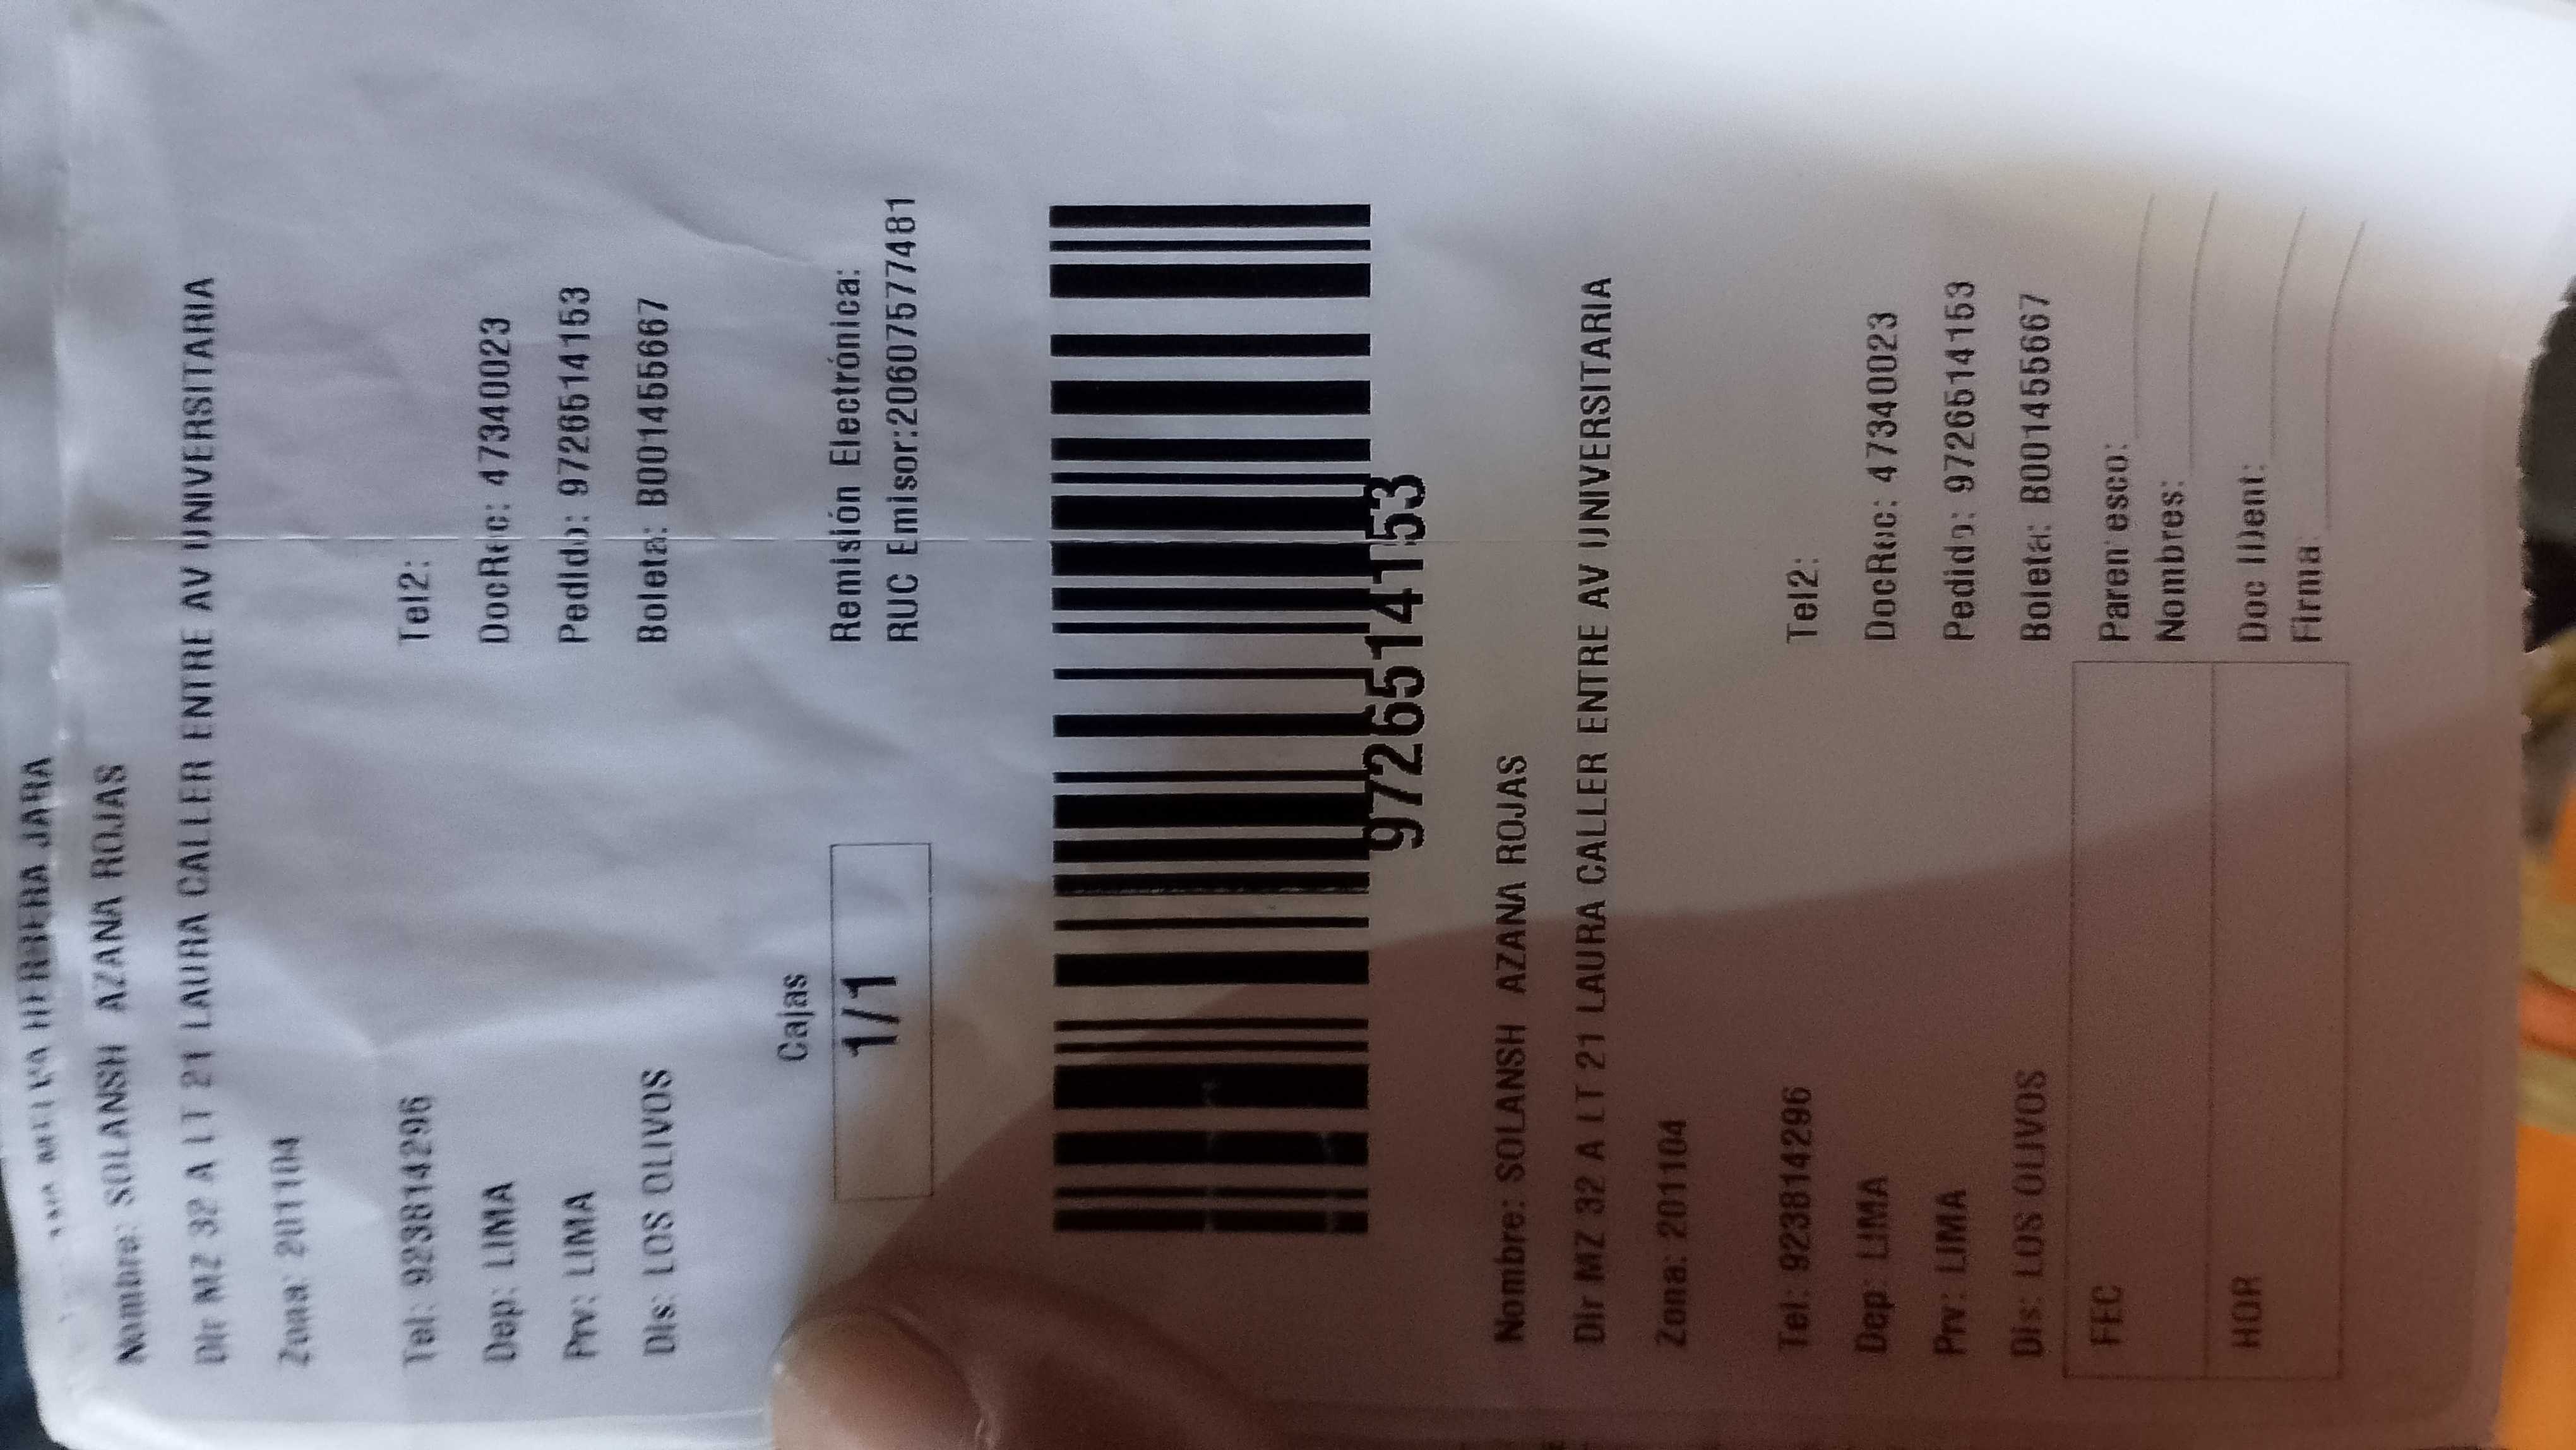 HERRERA JARA
Nombre: SOLANSH AZANA ROJAS
Dir MZ 32 A LT 21 LAURA CALLER ENTRE AV UNIVERSITARIA
Zona: 201104
Tel: 923814296 Tel2:
Dep: LIMA DocRec: 47340023
Prv: LIMA Pedido: 9726514153
Dis: LOS OLIVOS Boleta: B001455667
Cajas
1/1
Remisión Electrónica:
RUC Emisor:20607577481
9726514153
Nombre: SOLANSH AZANA ROJAS
Dir MZ 32 A LT 21 LAURA CALLER ENTRE AV UNIVERSITARIA
Zona: 201104
Tel: 923814296 Tel2:
Dep: LIMA DocRec: 47340023
Prv: LIMA Pedido: 9726514153
Dis: LOS OLIVOS Boleta: B001455667
FEC
Parentesco:
Nombres:
HOR
Doc IDent:
Firma: